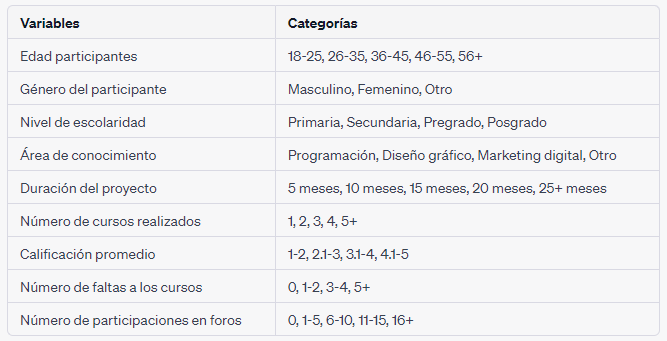 Variables Categorías
Edad participantes 18-25, 26-35, 36-45, 46-55, 56+
Género del participante Masculino, Femenino, Otro
Nivel de escolaridad Primaria, Secundaria, Pregrado, Posgrado
Área de conocimiento Programación, Diseño gráfico, Marketing digital, Otro
Duración del proyecto 5 meses, 10 meses, 15 meses, 20 meses, 25+ meses
Número de cursos realizados 1, 2, 3, 4, 5+
Calificación promedio 1-2, 2.1-3, 3.1-4, 4.1-5
Número de faltas a los cursos 0, 1-2, 3-4, 5+
Número de participaciones en foros 0, 1-5, 6-10, 11-15, 16+